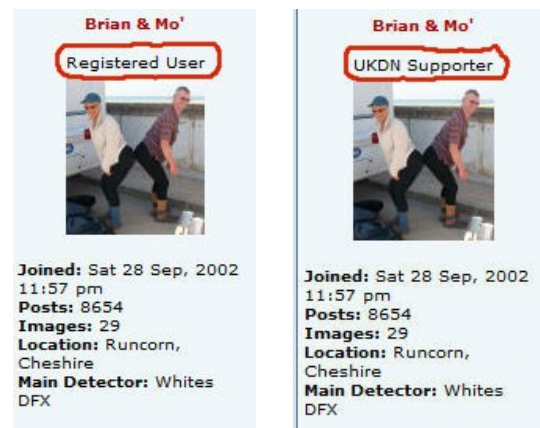 Brian & Mo'
Registered User
Joined: Sat 28 Sep, 2002
11:57 pm
Posts: 8654
Images: 29
Location: Runcorn,
Cheshire
Main Detector: Whites
DFX
Brian & Mo'
UKDN Supporter
Joined: Sat 28 Sep, 2002
11:57 pm
Posts: 8654
Images: 29
Location: Runcorn,
Cheshire
Main Detector: Whites
DFX